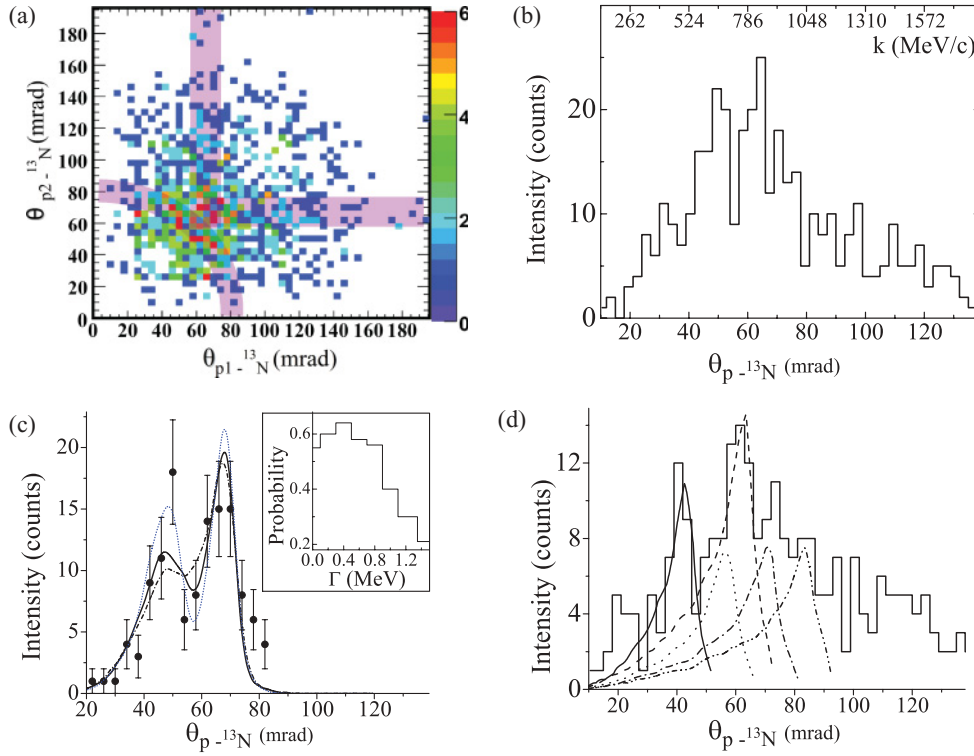 (a)
θp2 - ¹³N (mrad)
200
180
160
140
120
100
80
60
40
20
0
0 20 40 60 80 100 120 140 160 180
θp1 - ¹³N (mrad)
6
4
2
0
(b)
262 524 786 1048 1310 1572
k (MeV/c)
Intensity (counts)
20
10
0
20 40 60 80 100 120
θp -¹³N (mrad)
(c)
Intensity (counts)
20
15
10
5
0
20 40 60 80 100 120
θp -¹³N (mrad)
Probability
0.6
0.4
0.2
0.0 0.4 0.8 1.2
Γ (MeV)
(d)
Intensity (counts)
12
8
4
0
20 40 60 80 100 120
θp -¹³N (mrad)